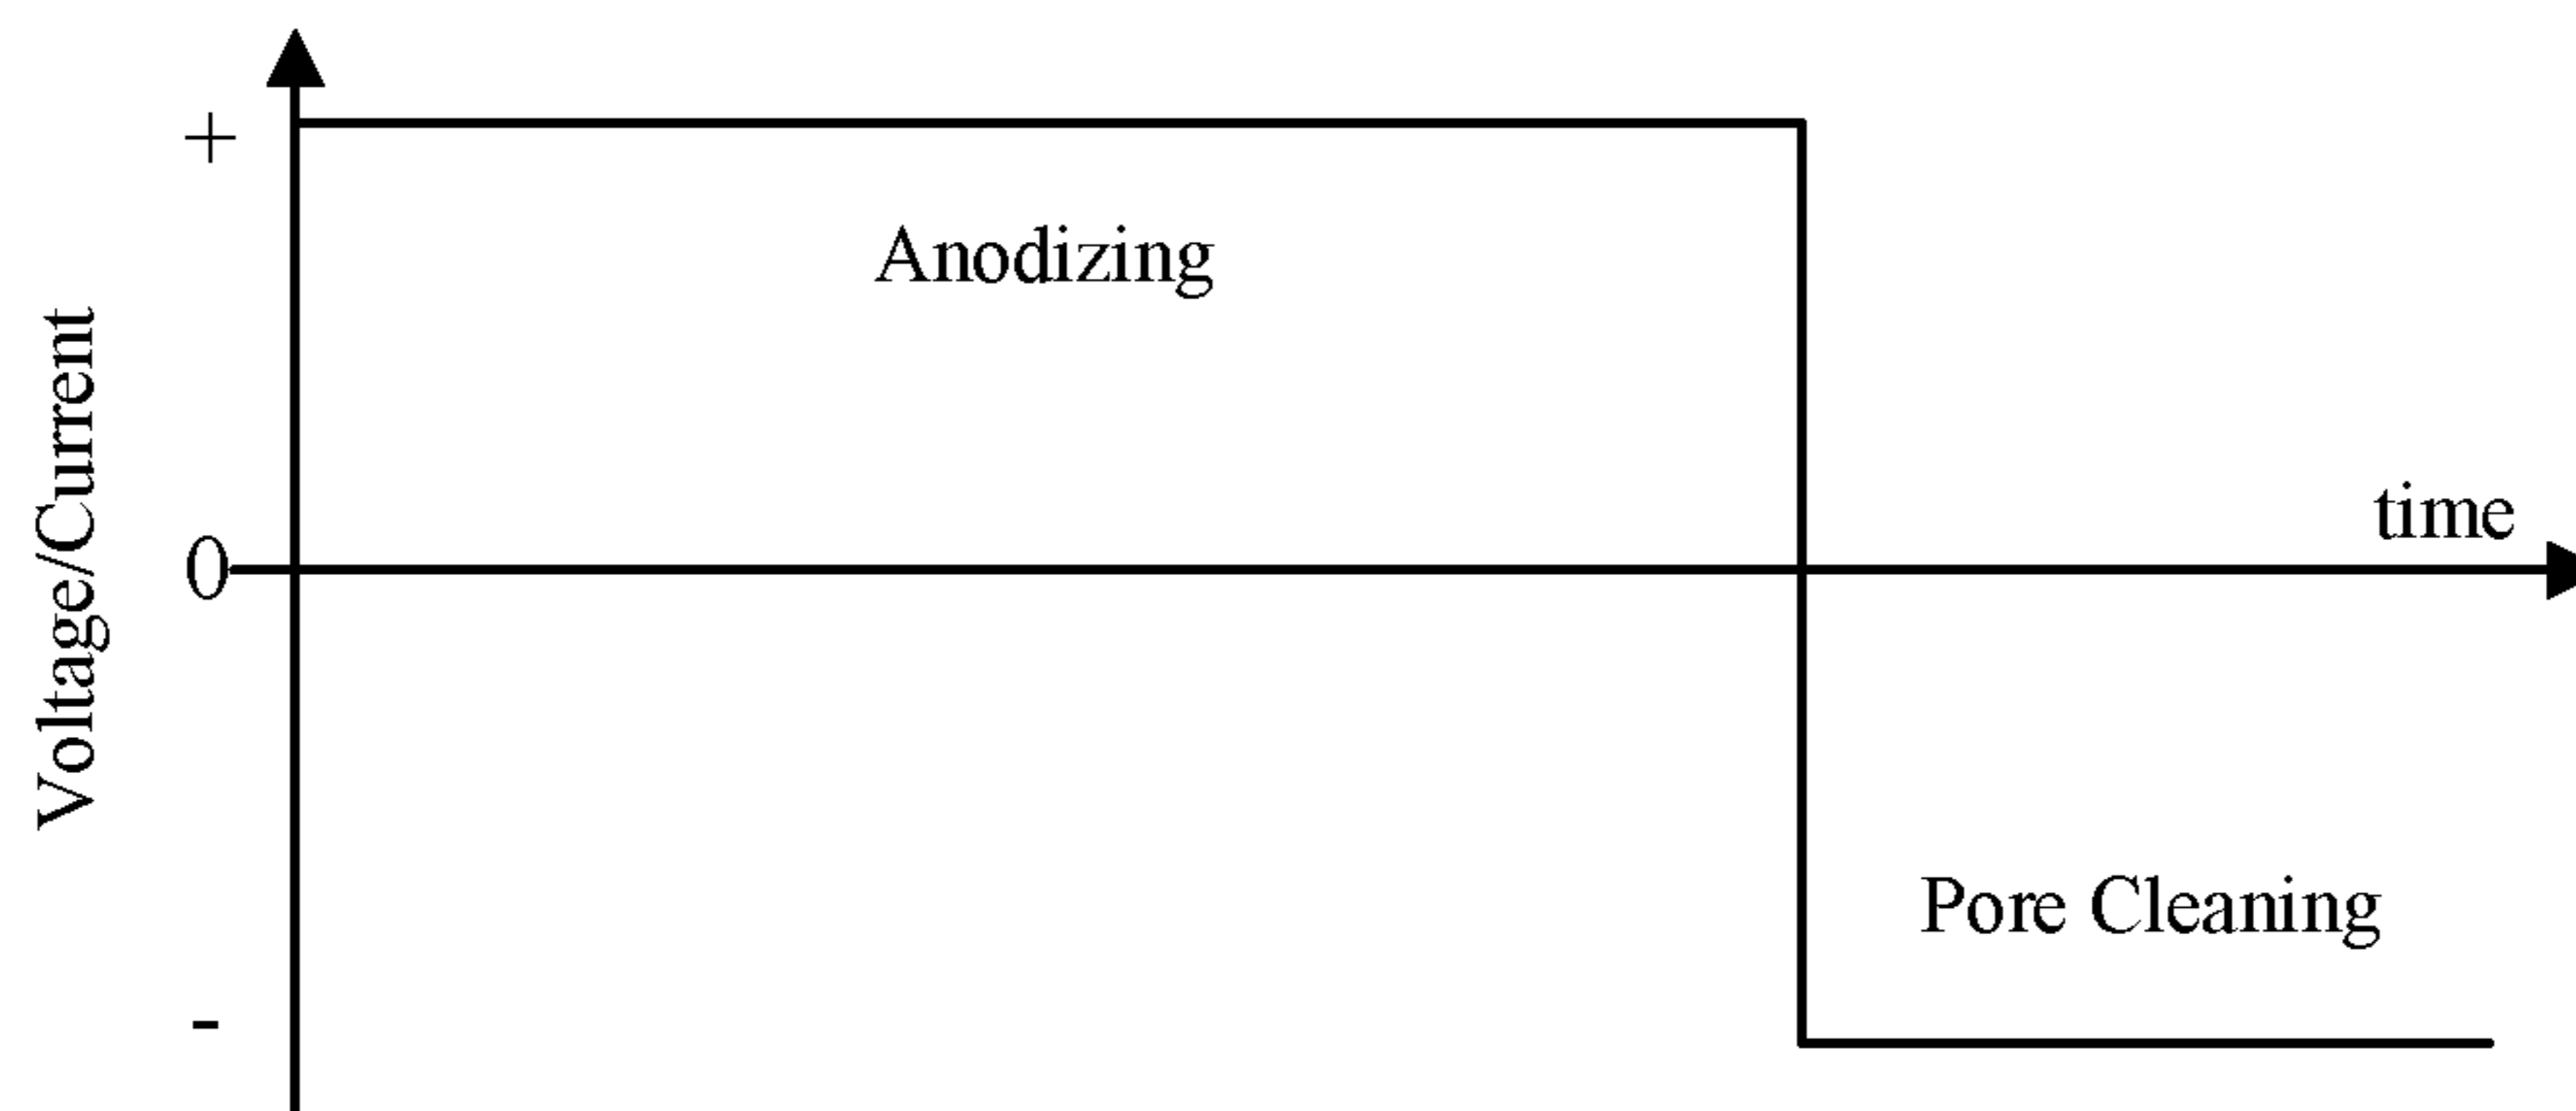 +
Anodizing
Voltage/Current
time
0
Pore Cleaning
-